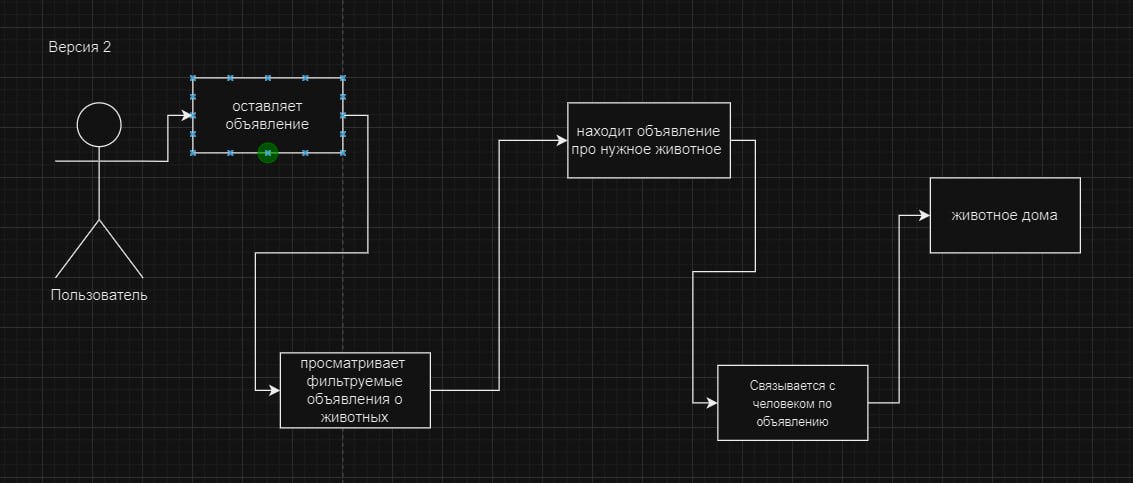 Версия 2
оставляет
объявление
Пользователь
просматривает
фильтруемые
объявления о
животных
находит объявление
про нужное животное
Связывается с
человеком по
объявлению
животное дома